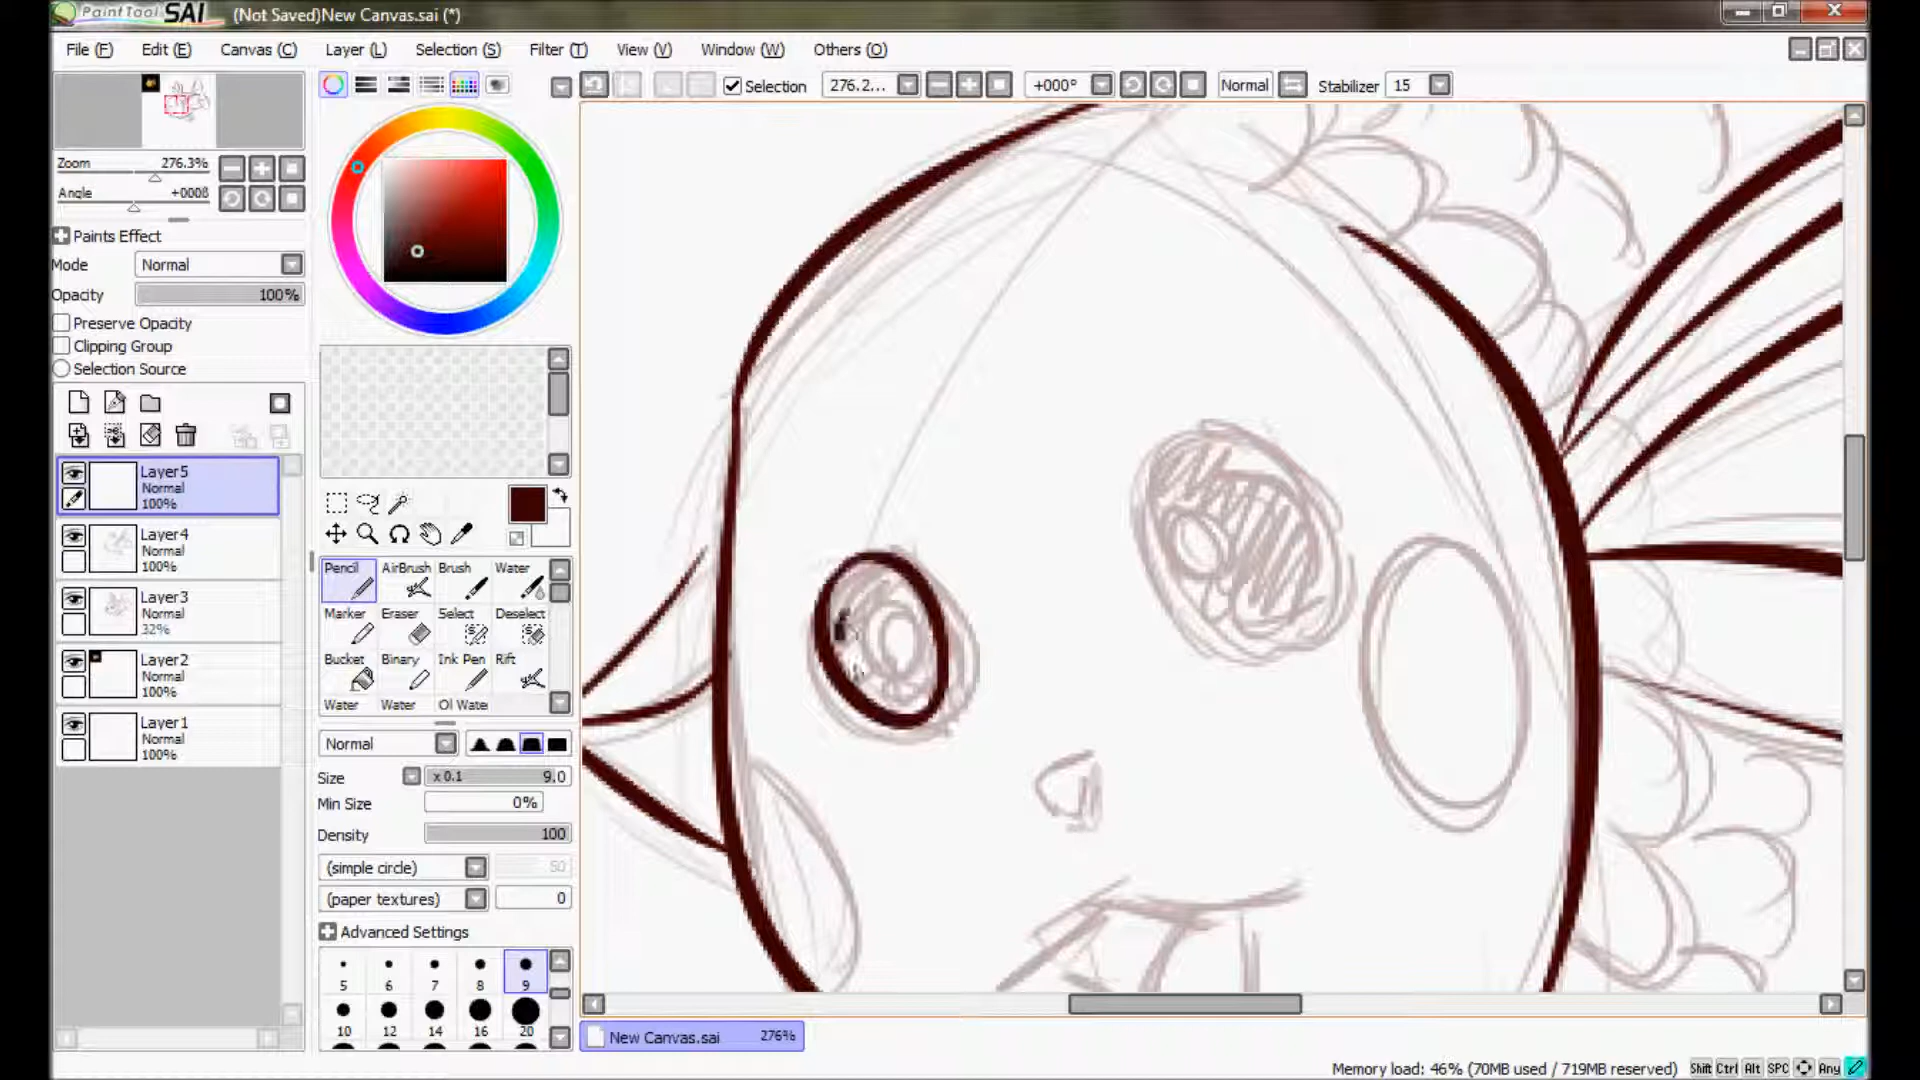 PaintTool SAI (Not Saved)New Canvas.sai (*)
File (F) Edit (E) Canvas (C) Layer (L) Selection (S) Filter (T) View (V) Window (W) Others (O)
Selection 276.2... +000° Normal Stabilizer 15
Zoom 276.3%
Angle +000ß
Paints Effect
Mode Normal
Opacity 100%
Preserve Opacity
Clipping Group
Selection Source
Layer5
Normal
100%
Layer4
Normal
100%
Layer3
Normal
32%
Layer2
Normal
100%
Layer1
Normal
100%
Pencil AirBrush Brush Water
Marker Eraser Select Deselect
Bucket Binary Ink Pen Rift
Water Water Ol Wate
Normal
Size x 0.1 9.0
Min Size 0%
Density 100
(simple circle) 50
(paper textures) 0
Advanced Settings
5 6 7 8 9
10 12 14 16 20
New Canvas.sai 276%
Memory load: 46% (70MB used / 719MB reserved) Shift Ctrl Alt SPC Any